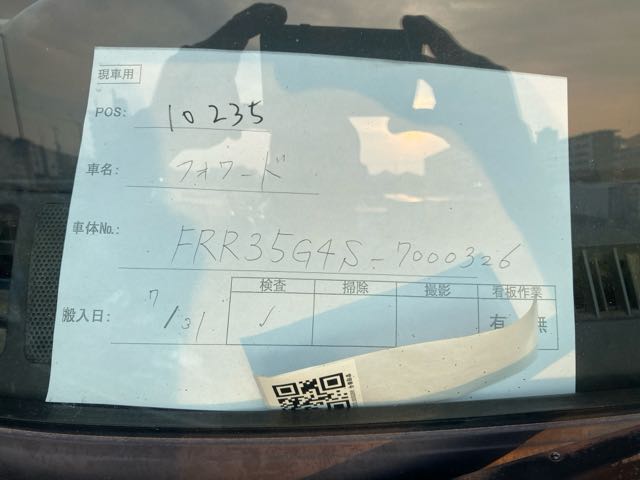 現車用
POS: 10235
車名: フォワード
車体No.: FRR35G4S-7000326
検査 掃除 撮影 看板作業
搬入日: 7/31 ✓ 有 無